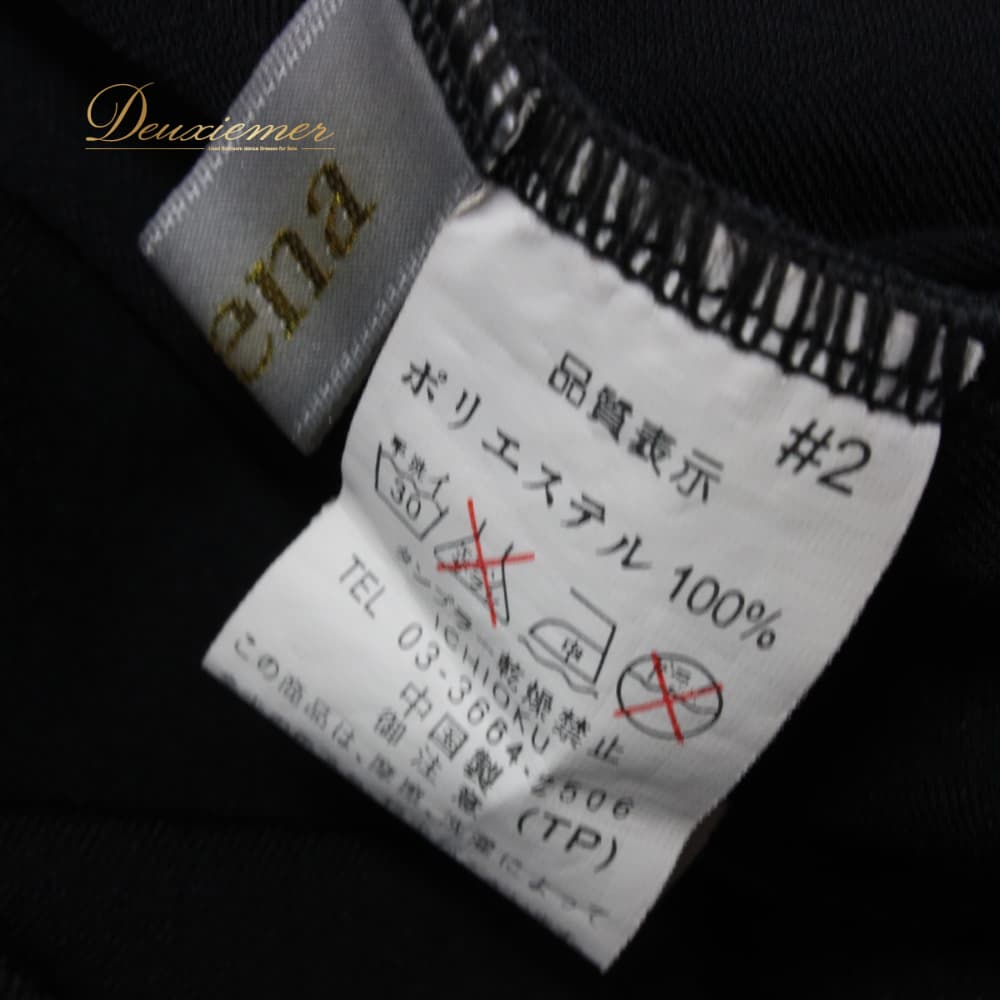 Deuxiemer
ena
品質表示 #2
ポリエステル 100%
手洗イ
30
中
タンブラー乾燥禁止
TEL 03-3664-2506
中国製 (TP)
御注意
この商品は、摩擦、
によって